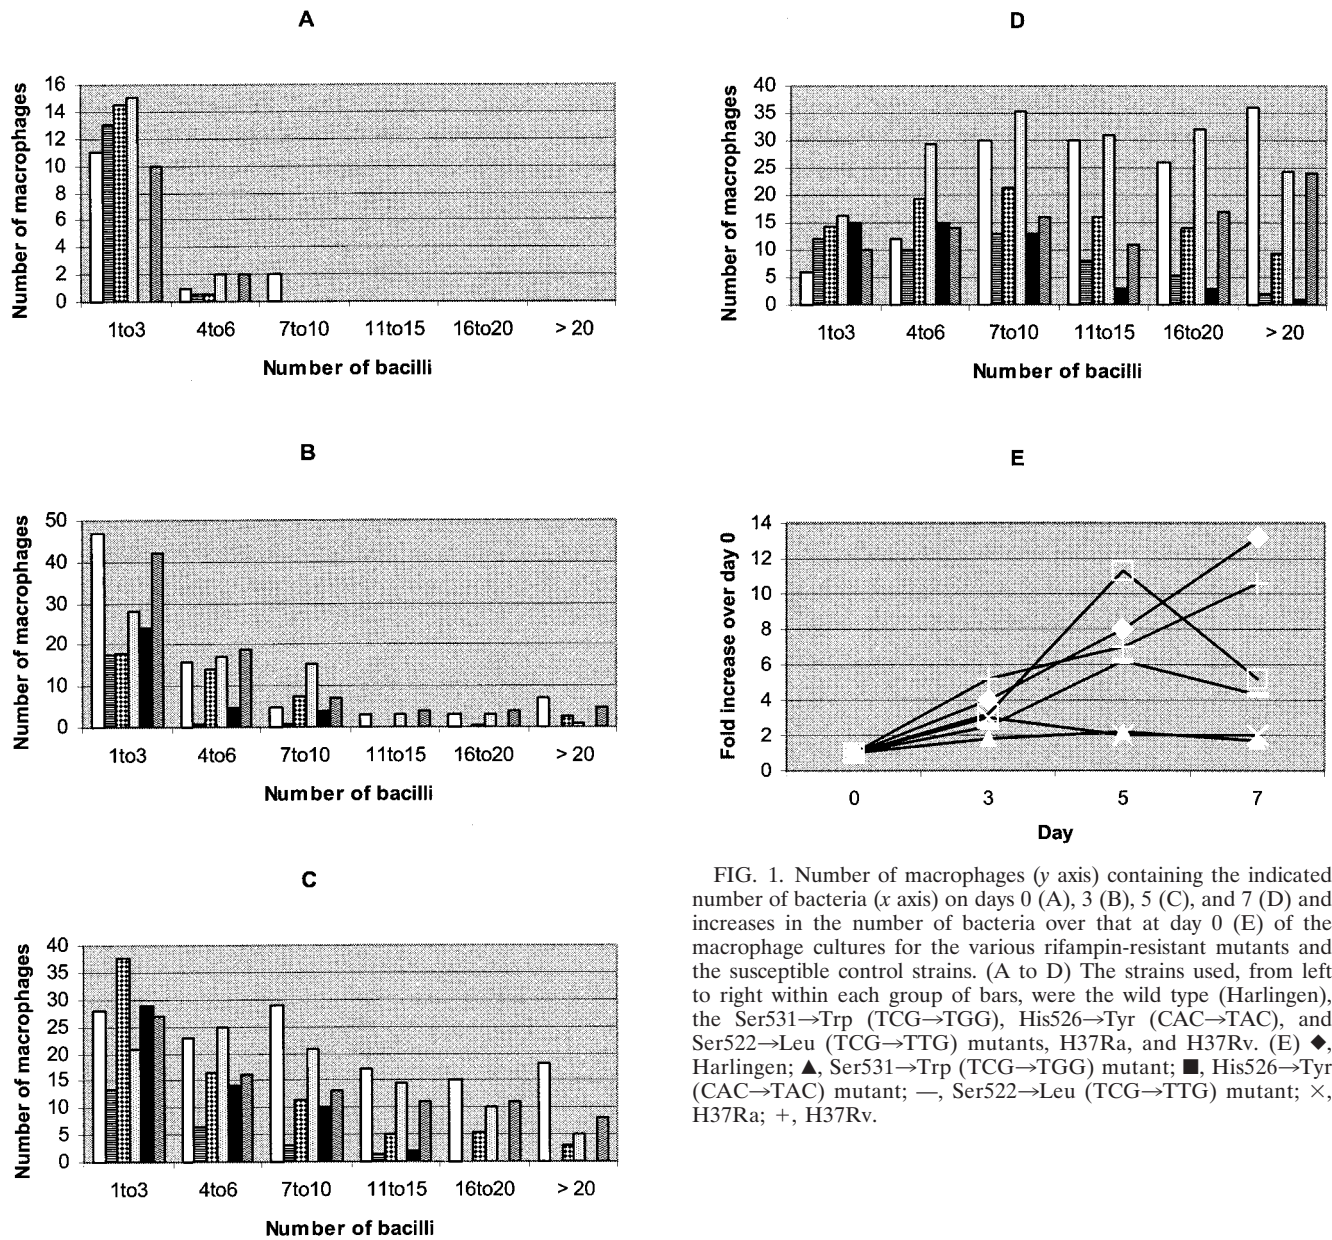 A
Number of macrophages
16
14
12
10
8
6
4
2
0
1to3 4to6 7to10 11to15 16to20 > 20
Number of bacilli
B
Number of macrophages
50
40
30
20
10
0
1to3 4to6 7to10 11to15 16to20 > 20
Number of bacilli
C
Number of macrophages
40
35
30
25
20
15
10
5
0
1to3 4to6 7to10 11to15 16to20 > 20
Number of bacilli
D
Number of macrophages
40
35
30
25
20
15
10
5
0
1to3 4to6 7to10 11to15 16to20 > 20
Number of bacilli
E
Fold increase over day 0
14
12
10
8
6
4
2
0
0 3 5 7
Day
FIG. 1. Number of macrophages (y axis) containing the indicated
number of bacteria (x axis) on days 0 (A), 3 (B), 5 (C), and 7 (D) and
increases in the number of bacteria over that at day 0 (E) of the
macrophage cultures for the various rifampin-resistant mutants and
the susceptible control strains. (A to D) The strains used, from left
to right within each group of bars, were the wild type (Harlingen),
the Ser531→Trp (TCG→TGG), His526→Tyr (CAC→TAC), and
Ser522→Leu (TCG→TTG) mutants, H37Ra, and H37Rv. (E) ◆,
Harlingen; ▲, Ser531→Trp (TCG→TGG) mutant; ■, His526→Tyr
(CAC→TAC) mutant; —, Ser522→Leu (TCG→TTG) mutant; ×,
H37Ra; +, H37Rv.